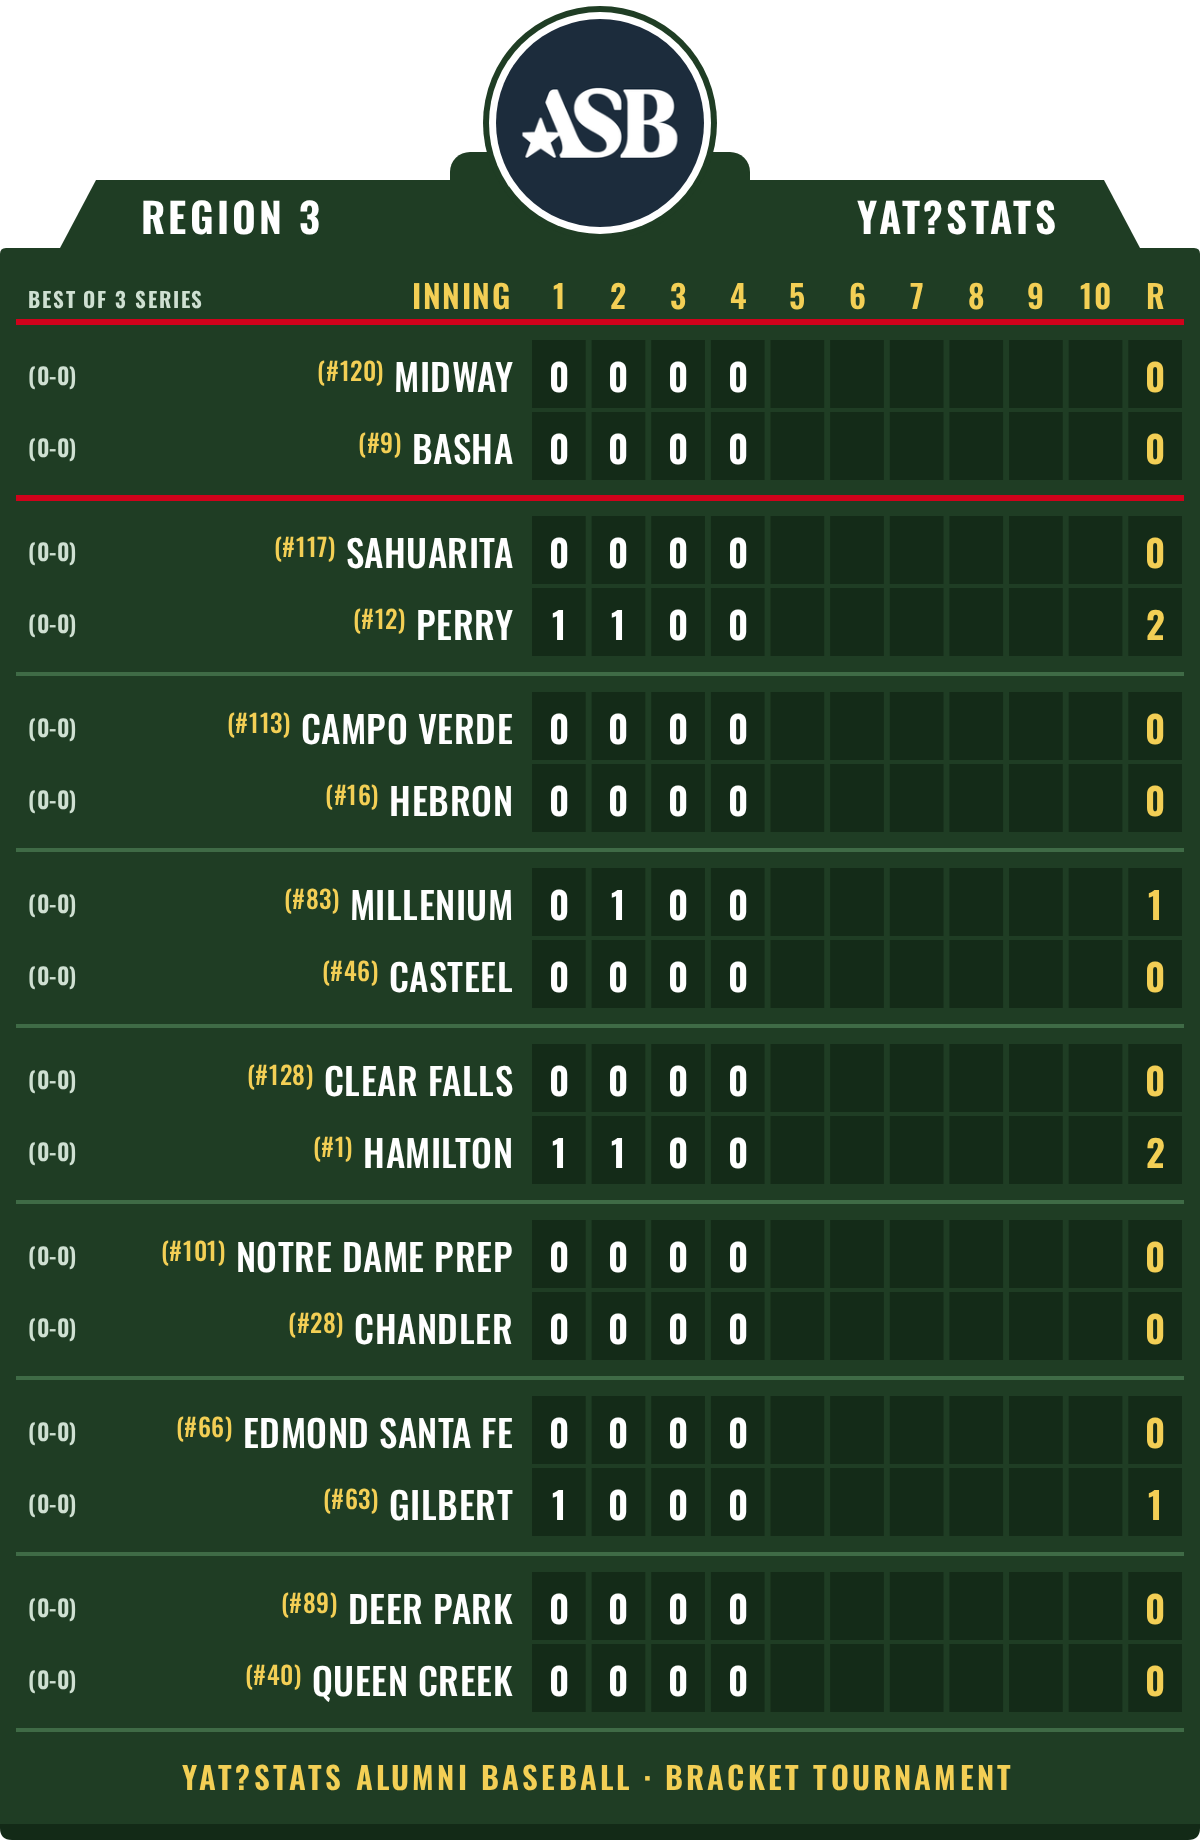 ASB
REGION 3 YAT?STATS
BEST OF 3 SERIES INNING 1 2 3 4 5 6 7 8 9 10 R
(0-0) (#120) MIDWAY 0 0 0 0 0
(0-0) (#9) BASHA 0 0 0 0 0
(0-0) (#117) SAHUARITA 0 0 0 0 0
(0-0) (#12) PERRY 1 1 0 0 2
(0-0) (#113) CAMPO VERDE 0 0 0 0 0
(0-0) (#16) HEBRON 0 0 0 0 0
(0-0) (#83) MILLENIUM 0 1 0 0 1
(0-0) (#46) CASTEEL 0 0 0 0 0
(0-0) (#128) CLEAR FALLS 0 0 0 0 0
(0-0) (#1) HAMILTON 1 1 0 0 2
(0-0) (#101) NOTRE DAME PREP 0 0 0 0 0
(0-0) (#28) CHANDLER 0 0 0 0 0
(0-0) (#66) EDMOND SANTA FE 0 0 0 0 0
(0-0) (#63) GILBERT 1 0 0 0 1
(0-0) (#89) DEER PARK 0 0 0 0 0
(0-0) (#40) QUEEN CREEK 0 0 0 0 0
YAT?STATS ALUMNI BASEBALL · BRACKET TOURNAMENT